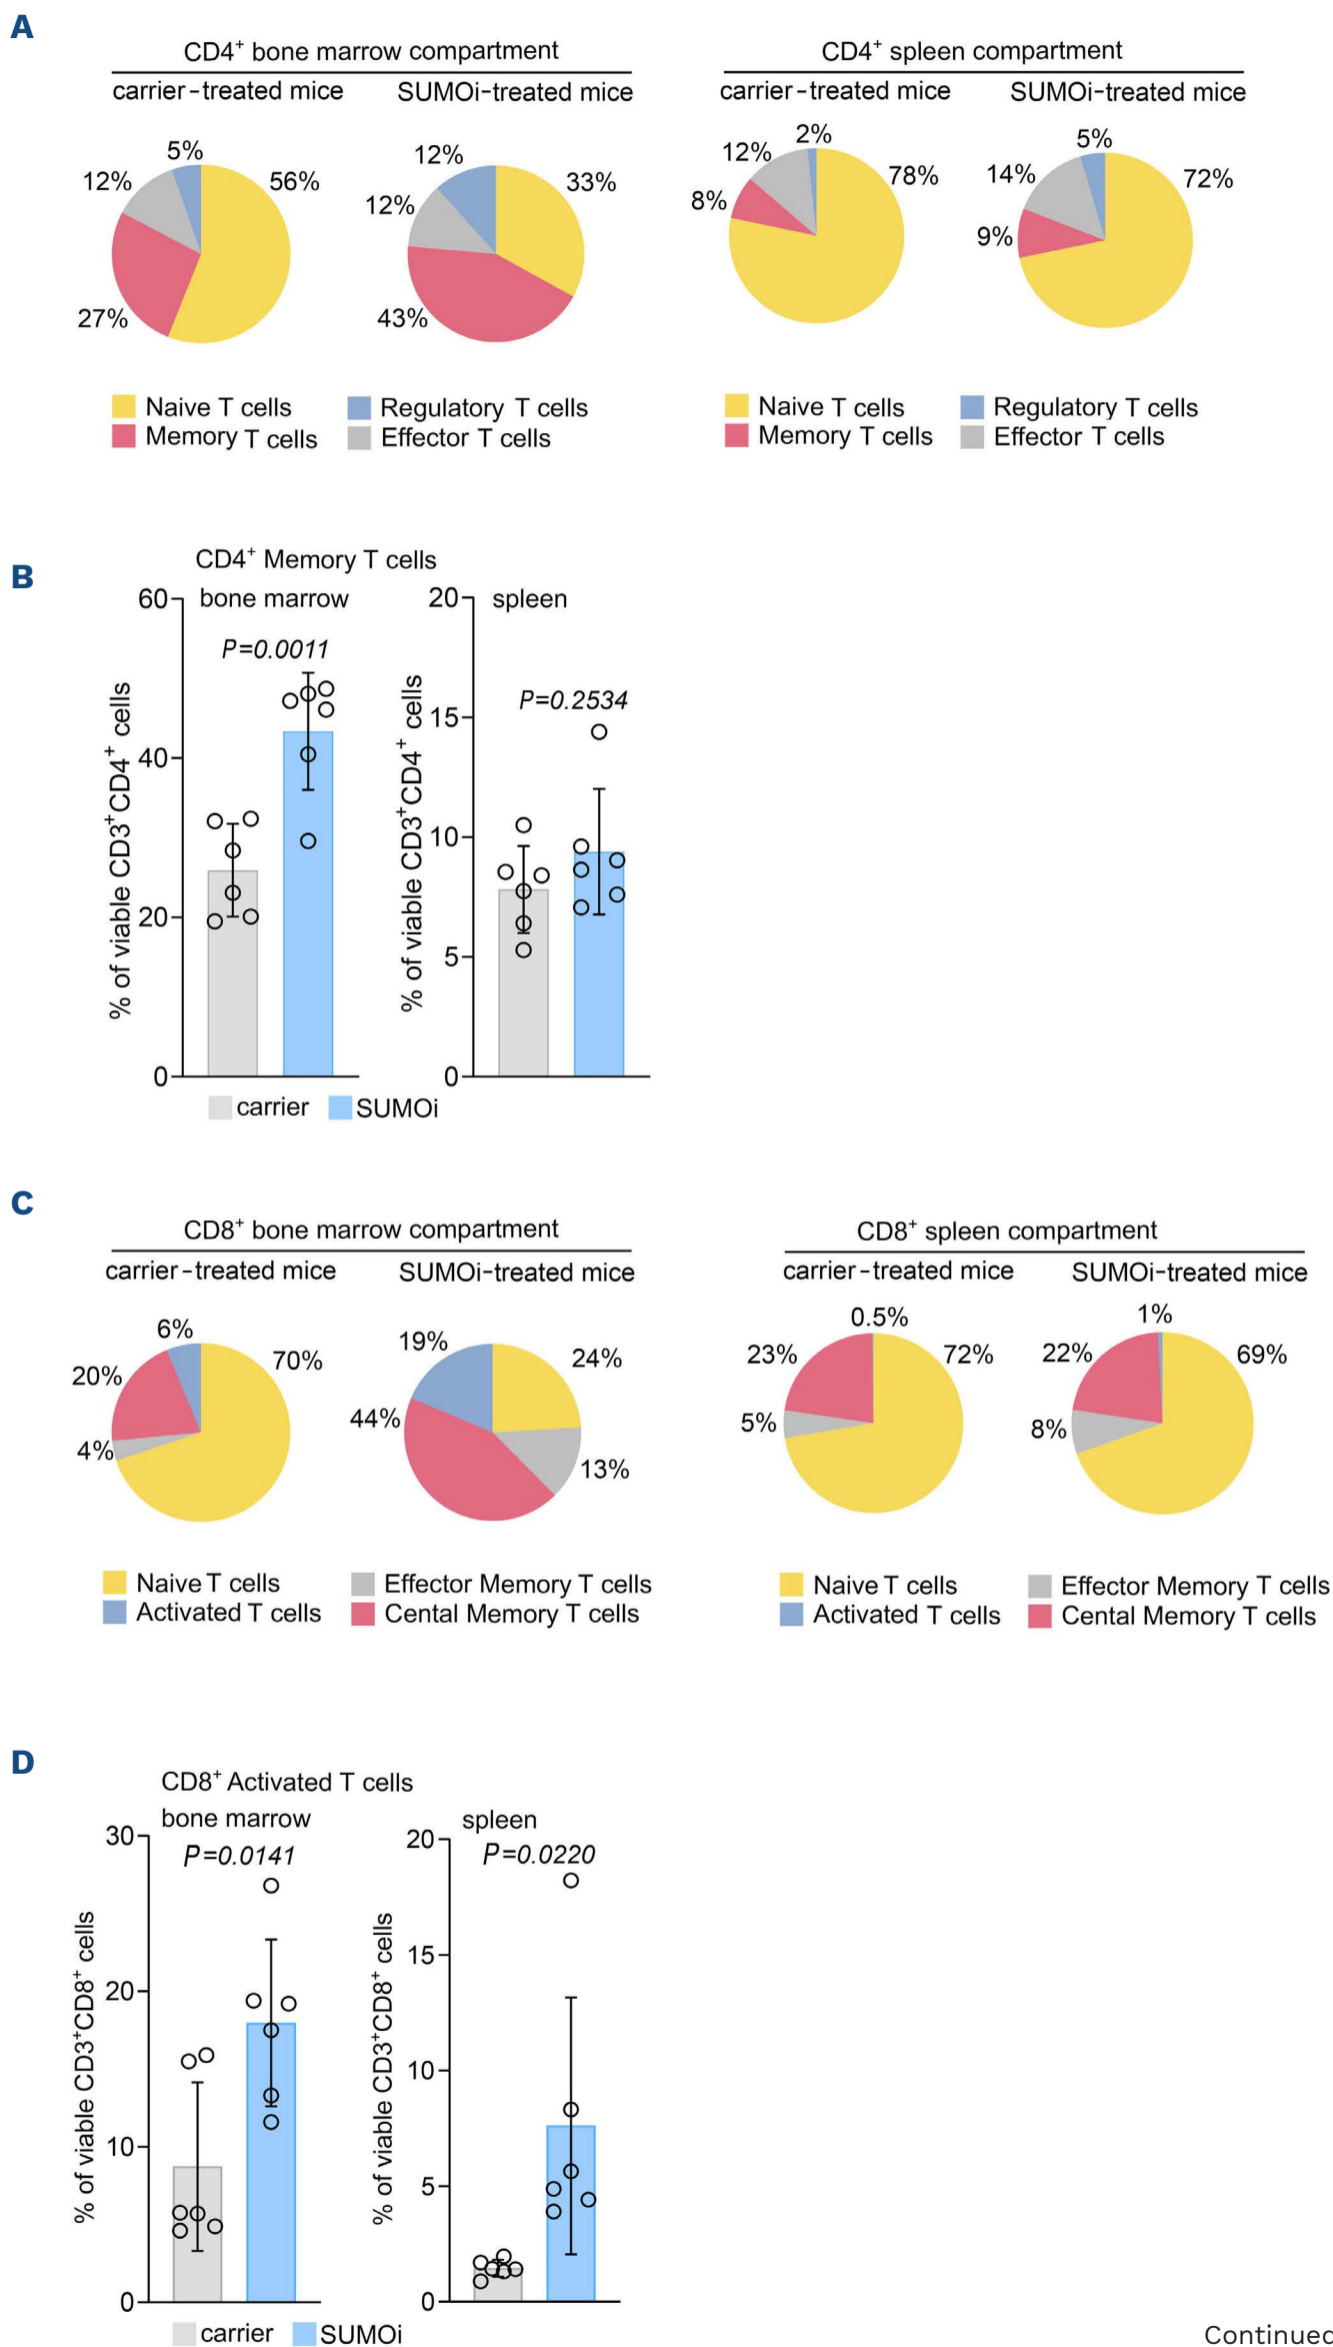 A
CD4+ bone marrow compartment
CD4+ spleen compartment
carrier-treated mice
SUMOi-treated mice
carrier-treated mice
SUMOi-treated mice
5%
12%
56%
27%
12%
33%
12%
43%
2%
12%
78%
8%
5%
14%
72%
9%
Naive T cells
Regulatory T cells
Memory T cells
Effector T cells
Naive T cells
Regulatory T cells
Memory T cells
Effector T cells
B
CD4+ Memory T cells
bone marrow
spleen
P=0.0011
P=0.2534
% of viable CD3+CD4+ cells
60
40
20
0
% of viable CD3+CD4+ cells
20
15
10
5
0
carrier
SUMOi
C
CD8+ bone marrow compartment
CD8+ spleen compartment
carrier-treated mice
SUMOi-treated mice
carrier-treated mice
SUMOi-treated mice
6%
70%
20%
4%
19%
24%
44%
13%
0.5%
23%
72%
5%
1%
22%
69%
8%
Naive T cells
Effector Memory T cells
Activated T cells
Cental Memory T cells
Naive T cells
Effector Memory T cells
Activated T cells
Cental Memory T cells
D
CD8+ Activated T cells
bone marrow
spleen
P=0.0141
P=0.0220
% of viable CD3+CD8+ cells
30
20
10
0
% of viable CD3+CD8+ cells
20
15
10
5
0
carrier
SUMOi
Continued